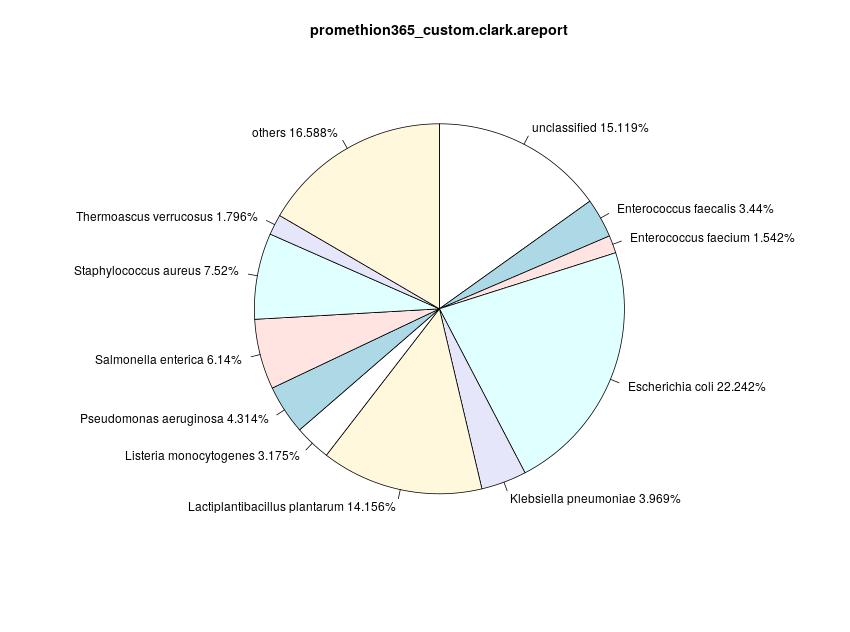 promethion365_custom.clark.areport
others 16.588%
unclassified 15.119%
Thermoascus verrucosus 1.796%
Enterococcus faecalis 3.44%
Enterococcus faecium 1.542%
Staphylococcus aureus 7.52%
Salmonella enterica 6.14%
Escherichia coli 22.242%
Pseudomonas aeruginosa 4.314%
Listeria monocytogenes 3.175%
Lactiplantibacillus plantarum 14.156%
Klebsiella pneumoniae 3.969%